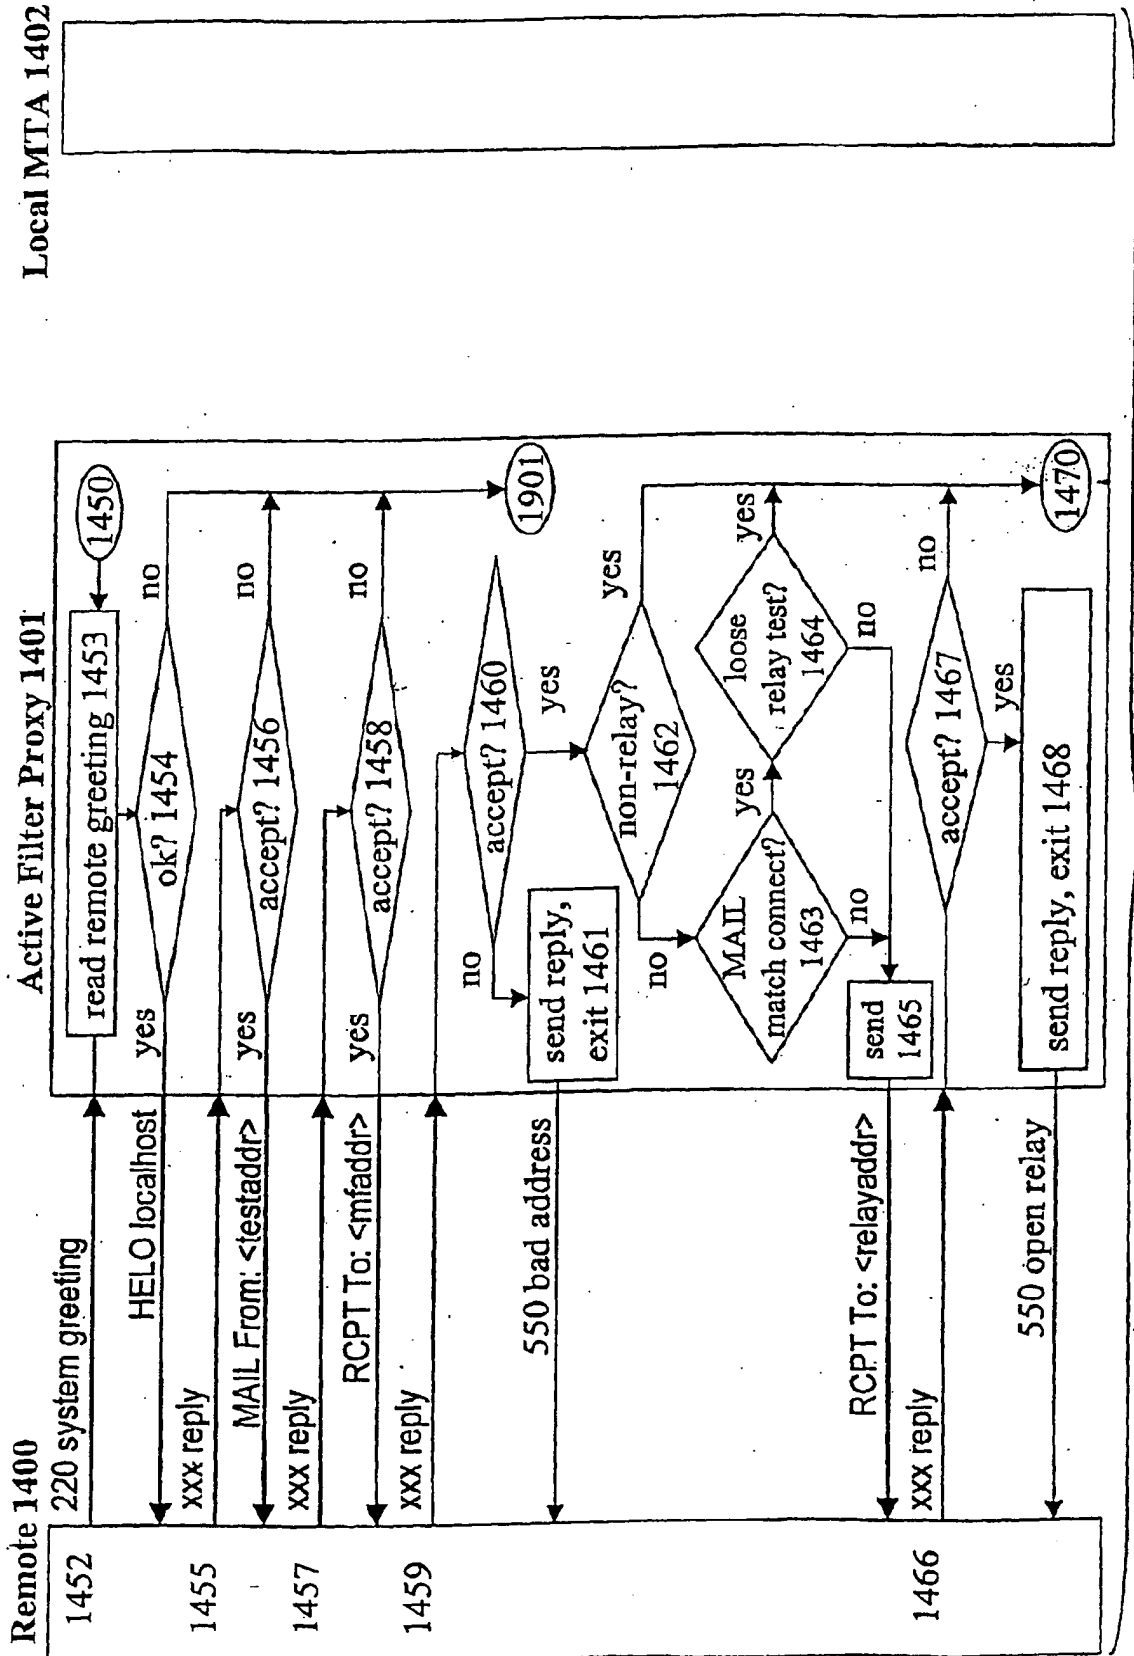 Remote 1400
Active Filter Proxy 1401
Local MTA 1402
1452
220 system greeting
read remote greeting 1453
1450
HELO localhost
yes
ok? 1454
no
1455
xxx reply
MAIL From: <testaddr>
yes
accept? 1456
no
1457
xxx reply
RCPT To: <mfaddr>
yes
accept? 1458
no
1459
xxx reply
accept? 1460
1901
no
yes
550 bad address
send reply,
exit 1461
non-relay?
1462
yes
no
MAIL
match connect?
1463
yes
loose
relay test?
1464
yes
no
no
RCPT To: <relayaddr>
send
1465
1466
xxx reply
accept? 1467
no
yes
550 open relay
send reply, exit 1468
1470